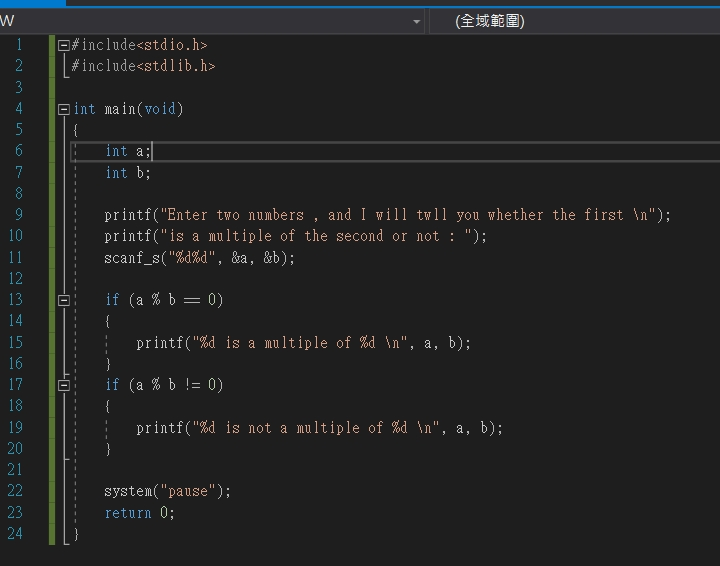 W (全域範圍)
1 #include<stdio.h>
2 #include<stdlib.h>
3
4 int main(void)
5 {
6 int a;
7 int b;
8
9 printf("Enter two numbers , and I will twll you whether the first \n");
10 printf("is a multiple of the second or not : ");
11 scanf_s("%d%d", &a, &b);
12
13 if (a % b == 0)
14 {
15 printf("%d is a multiple of %d \n", a, b);
16 }
17 if (a % b != 0)
18 {
19 printf("%d is not a multiple of %d \n", a, b);
20 }
21
22 system("pause");
23 return 0;
24 }